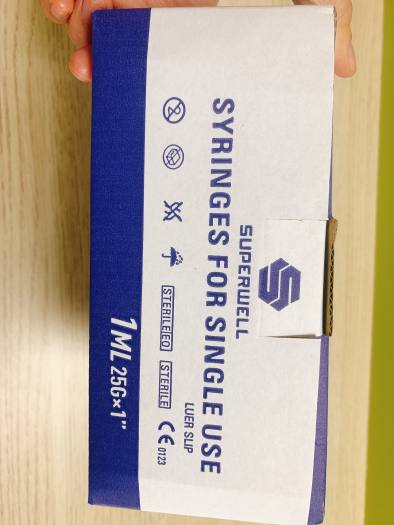 SUPERWELL
SYRINGES FOR SINGLE USE
LUER SLIP
STERILE EO STERILE CE 0123
1ML 25G×1"